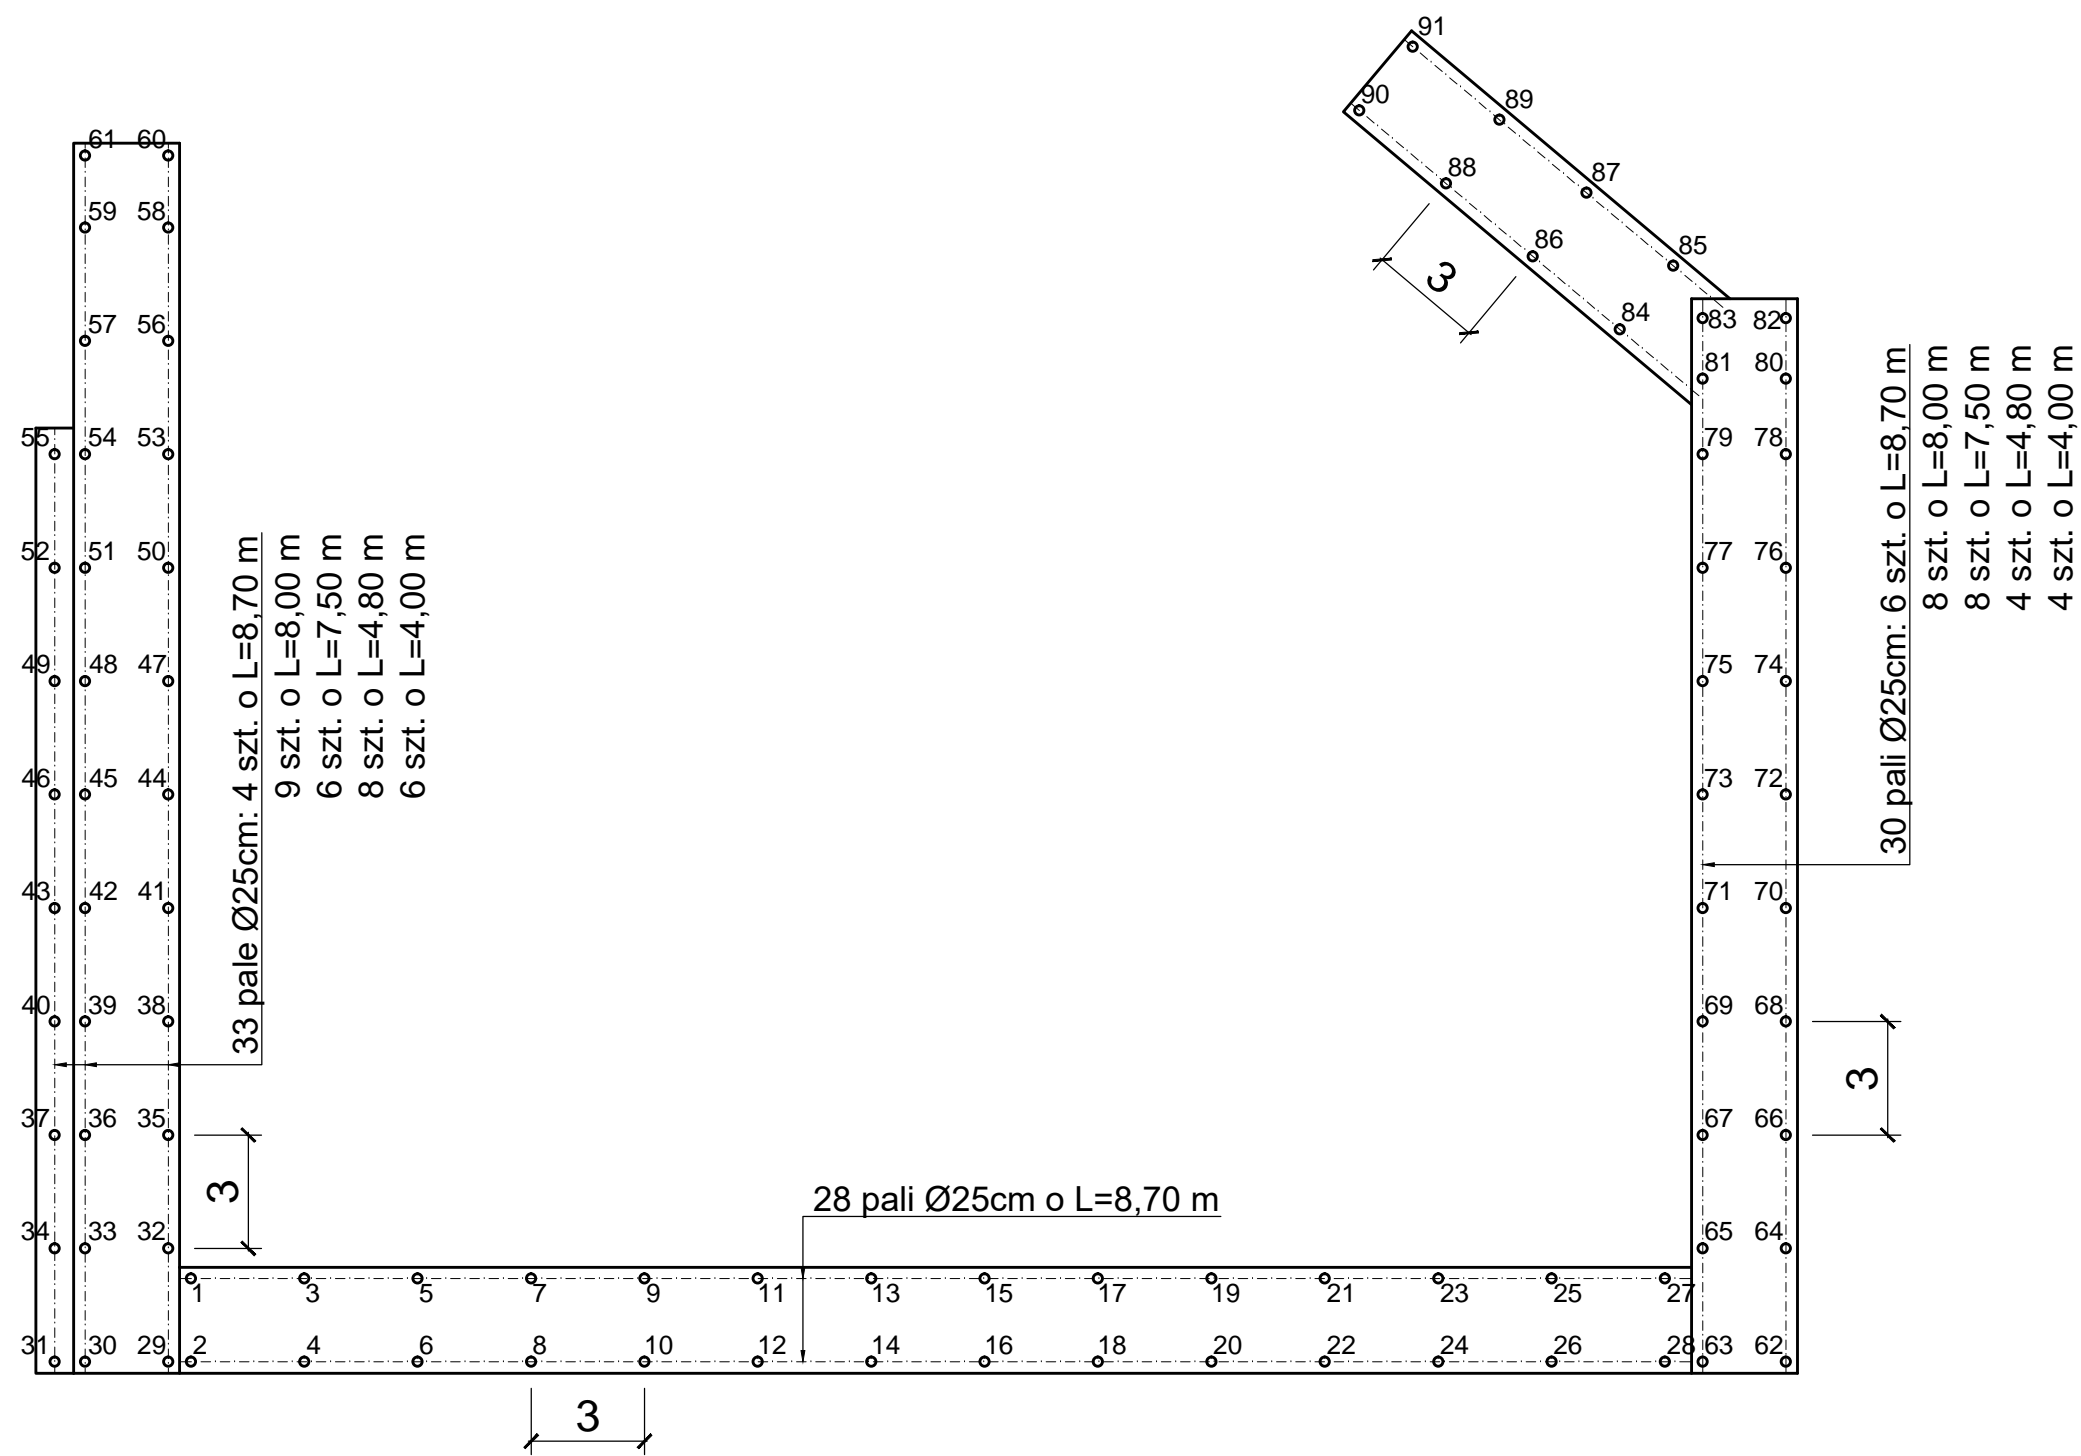 91
90
89
61 60
88
87
59 58
86
85
3
84
57 56
83 82
81 80
55 54 53
79 78
30 pali Ø25cm: 6 szt. o L=8,70 m
8 szt. o L=8,00 m
8 szt. o L=7,50 m
4 szt. o L=4,80 m
4 szt. o L=4,00 m
52 51 50
77 76
33 pale Ø25cm: 4 szt. o L=8,70 m
9 szt. o L=8,00 m
6 szt. o L=7,50 m
8 szt. o L=4,80 m
6 szt. o L=4,00 m
49 48 47
75 74
46 45 44
73 72
43 42 41
71 70
40 39 38
69 68
3
37 36 35
67 66
3
28 pali Ø25cm o L=8,70 m
34 33 32
65 64
1 3 5 7 9 11 13 15 17 19 21 23 25 27
31 30 29 2 4 6 8 10 12 14 16 18 20 22 24 26 28 63 62
3